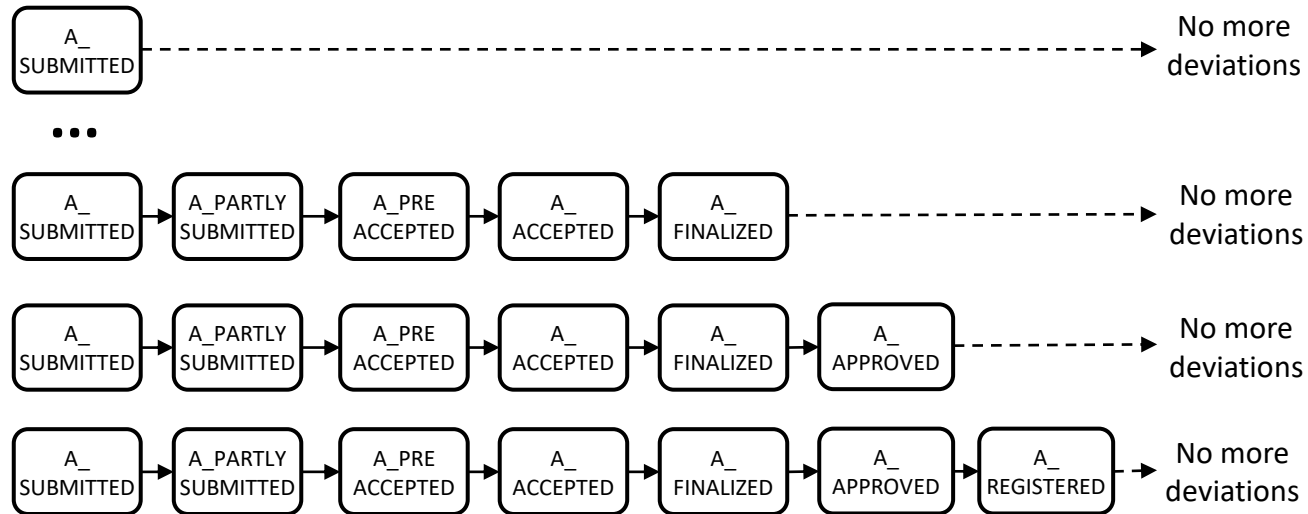 A_
SUBMITTED
No more
deviations
...
A_
SUBMITTED
A_PARTLY
SUBMITTED
A_PRE
ACCEPTED
A_
ACCEPTED
A_
FINALIZED
No more
deviations
A_
SUBMITTED
A_PARTLY
SUBMITTED
A_PRE
ACCEPTED
A_
ACCEPTED
A_
FINALIZED
A_
APPROVED
No more
deviations
A_
SUBMITTED
A_PARTLY
SUBMITTED
A_PRE
ACCEPTED
A_
ACCEPTED
A_
FINALIZED
A_
APPROVED
A_
REGISTERED
No more
deviations